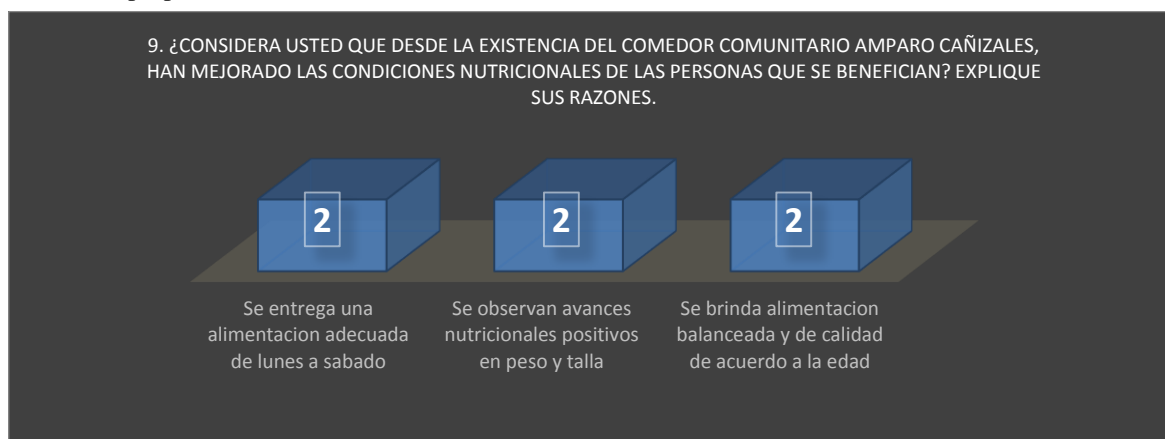 9. ¿CONSIDERA USTED QUE DESDE LA EXISTENCIA DEL COMEDOR COMUNITARIO AMPARO CAÑIZALES,
HAN MEJORADO LAS CONDICIONES NUTRICIONALES DE LAS PERSONAS QUE SE BENEFICIAN? EXPLIQUE
SUS RAZONES.
2
2
2
Se entrega una
alimentacion adecuada
de lunes a sabado
Se observan avances
nutricionales positivos
en peso y talla
Se brinda alimentacion
balanceada y de calidad
de acuerdo a la edad